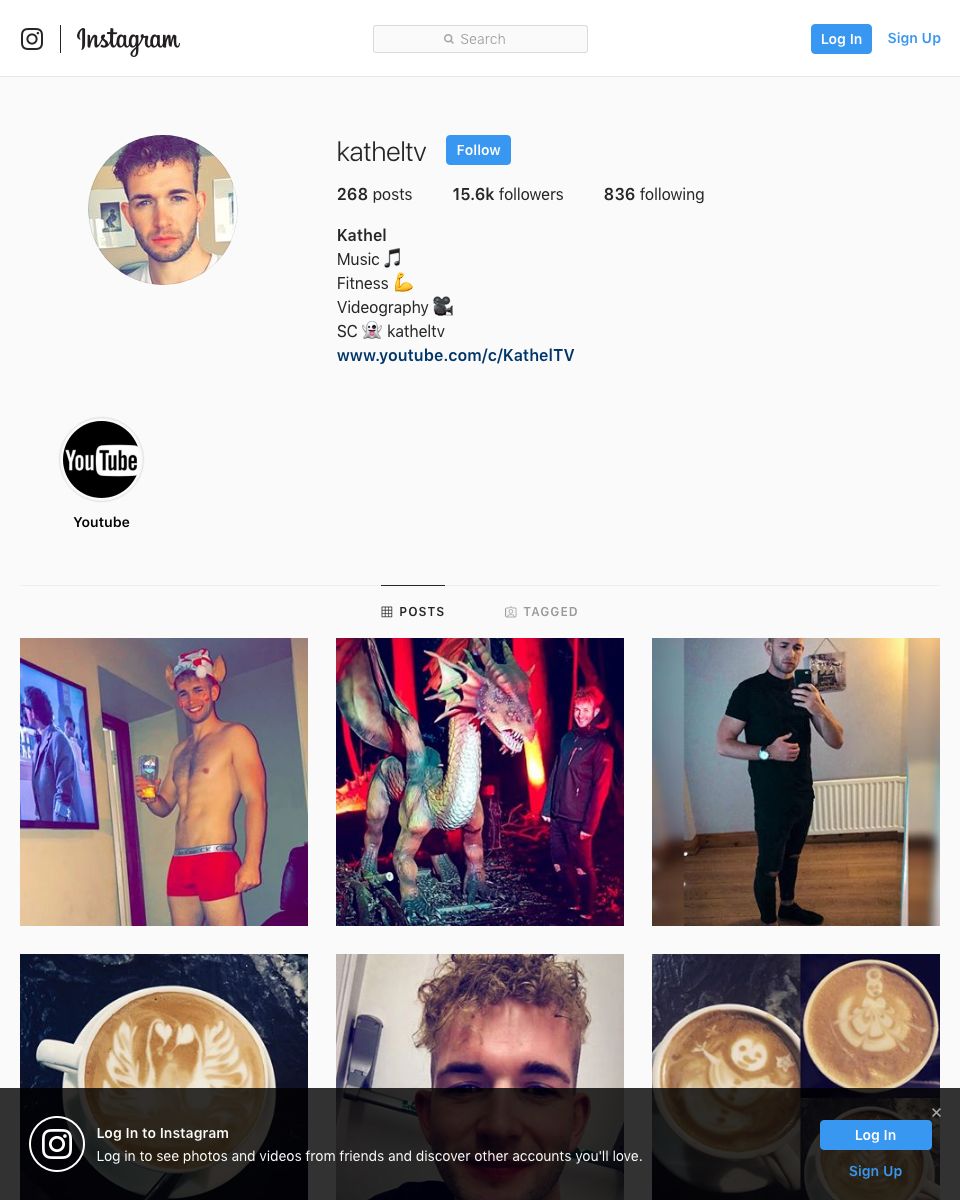 Instagram
Search
Log In
Sign Up
katheltv
Follow
268 posts
15.6k followers
836 following
Kathel
Music 🎵
Fitness 💪
Videography 🎥
SC 👻 katheltv
www.youtube.com/c/KathelTV
YouTube
Youtube
POSTS
TAGGED
Log In to Instagram
Log in to see photos and videos from friends and discover other accounts you'll love.
Log In
Sign Up